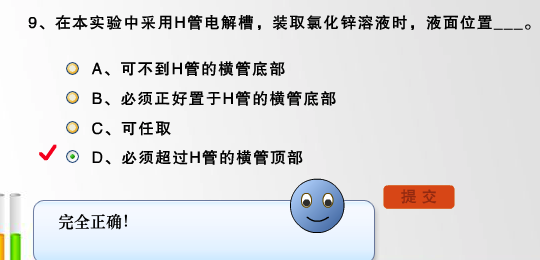 9、在本实验中采用H管电解槽，装取氯化锌溶液时，液面位置___。
A、可不到H管的横管底部
B、必须正好置于H管的横管底部
C、可任取
D、必须超过H管的横管顶部
提 交
完全正确!